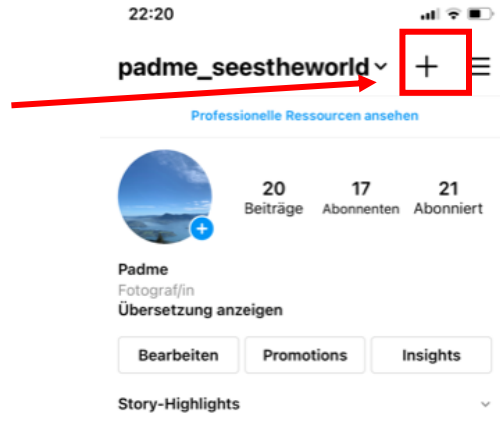 22:20
padme_seestheworld
Professionelle Ressourcen ansehen
20 17 21
Beiträge Abonnenten Abonniert
Padme
Fotograf/in
Übersetzung anzeigen
Bearbeiten Promotions Insights
Story-Highlights